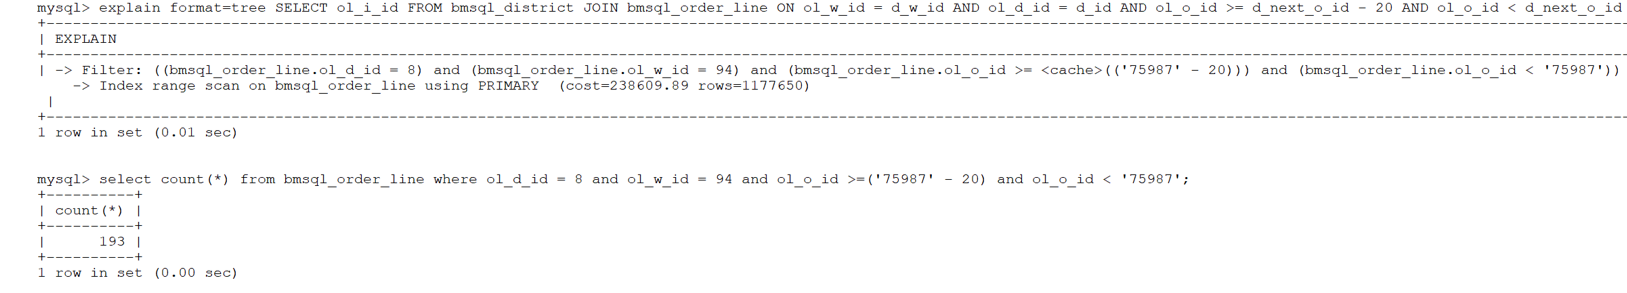 mysql> explain format=tree SELECT ol_i_id FROM bmsql_district JOIN bmsql_order_line ON ol_w_id = d_w_id AND ol_d_id = d_id AND ol_o_id >= d_next_o_id - 20 AND ol_o_id < d_next_o_id
| EXPLAIN
| -> Filter: ((bmsql_order_line.ol_d_id = 8) and (bmsql_order_line.ol_w_id = 94) and (bmsql_order_line.ol_o_id >= <cache>(('75987' - 20))) and (bmsql_order_line.ol_o_id < '75987'))
-> Index range scan on bmsql_order_line using PRIMARY (cost=238609.89 rows=1177650)
|
1 row in set (0.01 sec)
mysql> select count(*) from bmsql_order_line where ol_d_id = 8 and ol_w_id = 94 and ol_o_id >=('75987' - 20) and ol_o_id < '75987';
+----------+
| count(*) |
+----------+
| 193 |
+----------+
1 row in set (0.00 sec)